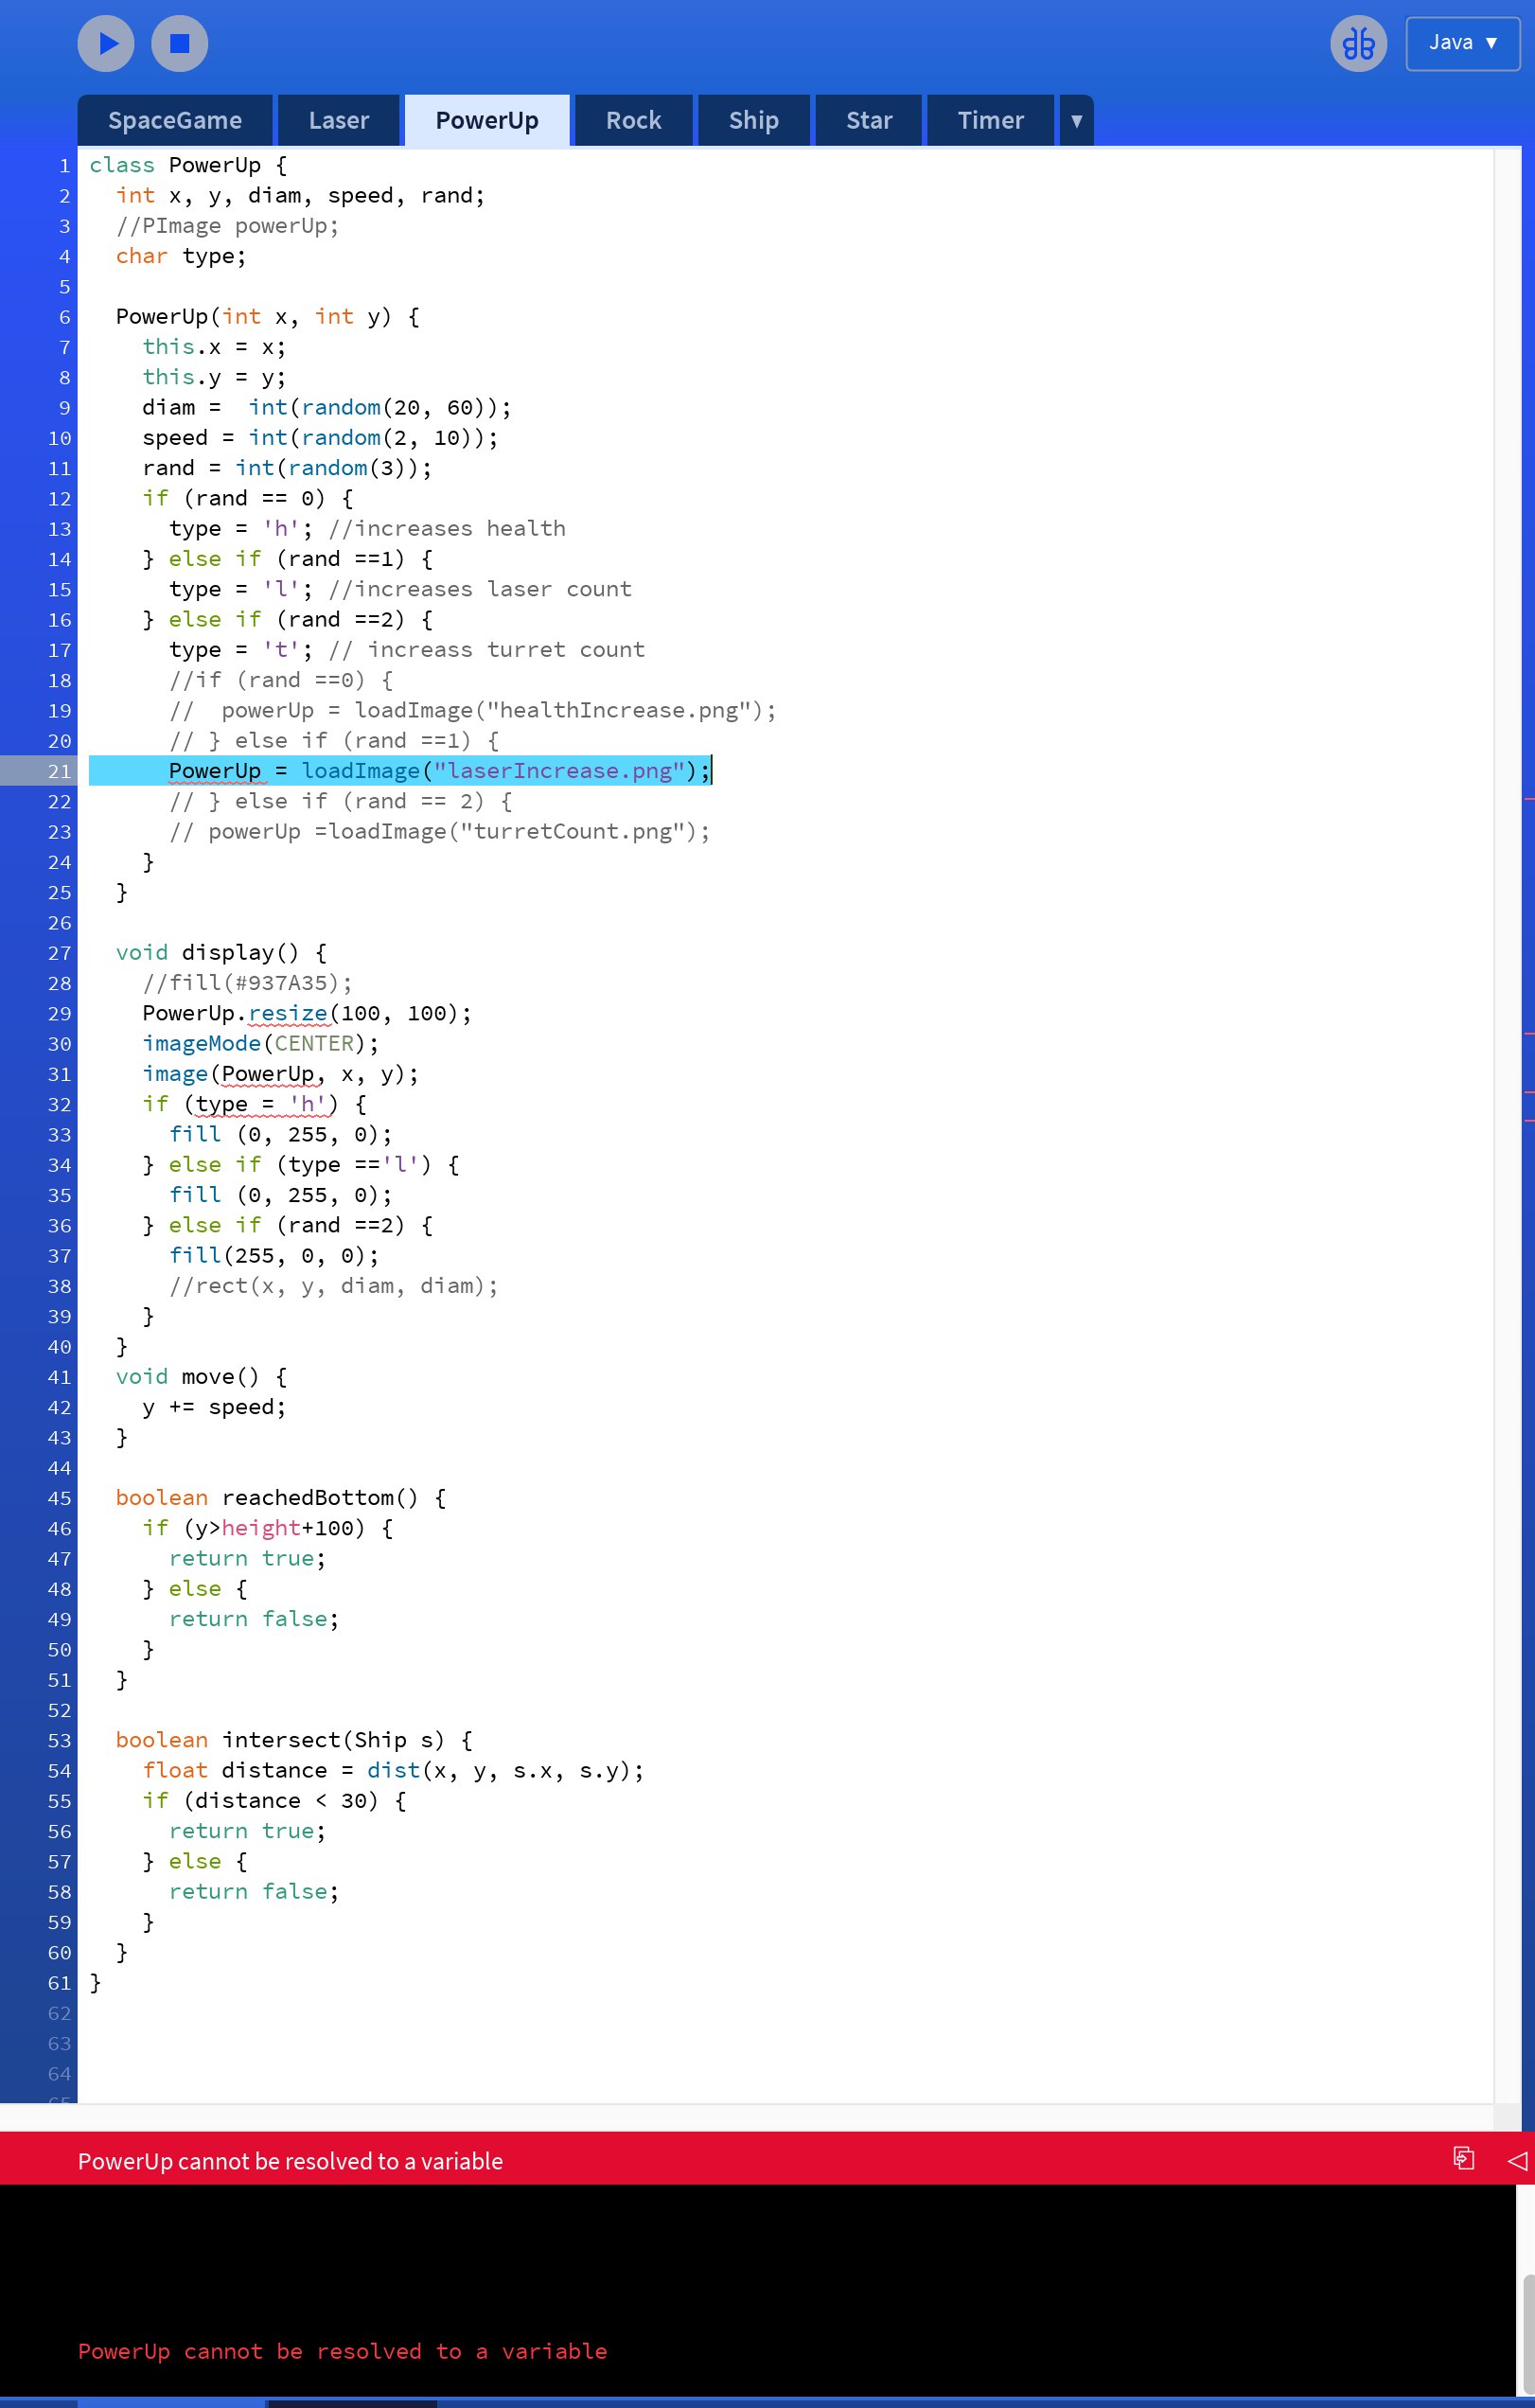 Java ▼
SpaceGame Laser PowerUp Rock Ship Star Timer ▼
1 class PowerUp {
2   int x, y, diam, speed, rand;
3   //PImage powerUp;
4   char type;
5
6   PowerUp(int x, int y) {
7     this.x = x;
8     this.y = y;
9     diam =  int(random(20, 60));
10     speed = int(random(2, 10));
11     rand = int(random(3));
12     if (rand == 0) {
13       type = 'h'; //increases health
14     } else if (rand ==1) {
15       type = 'l'; //increases laser count
16     } else if (rand ==2) {
17       type = 't'; // increass turret count
18       //if (rand ==0) {
19       //  powerUp = loadImage("healthIncrease.png");
20       // } else if (rand ==1) {
21       PowerUp = loadImage("laserIncrease.png");
22       // } else if (rand == 2) {
23       // powerUp =loadImage("turretCount.png");
24     }
25   }
26
27   void display() {
28     //fill(#937A35);
29     PowerUp.resize(100, 100);
30     imageMode(CENTER);
31     image(PowerUp, x, y);
32     if (type = 'h') {
33       fill (0, 255, 0);
34     } else if (type =='l') {
35       fill (0, 255, 0);
36     } else if (rand ==2) {
37       fill(255, 0, 0);
38       //rect(x, y, diam, diam);
39     }
40   }
41   void move() {
42     y += speed;
43   }
44
45   boolean reachedBottom() {
46     if (y>height+100) {
47       return true;
48     } else {
49       return false;
50     }
51   }
52
53   boolean intersect(Ship s) {
54     float distance = dist(x, y, s.x, s.y);
55     if (distance < 30) {
56       return true;
57     } else {
58       return false;
59     }
60   }
61 }
62
63
64
65
PowerUp cannot be resolved to a variable
PowerUp cannot be resolved to a variable